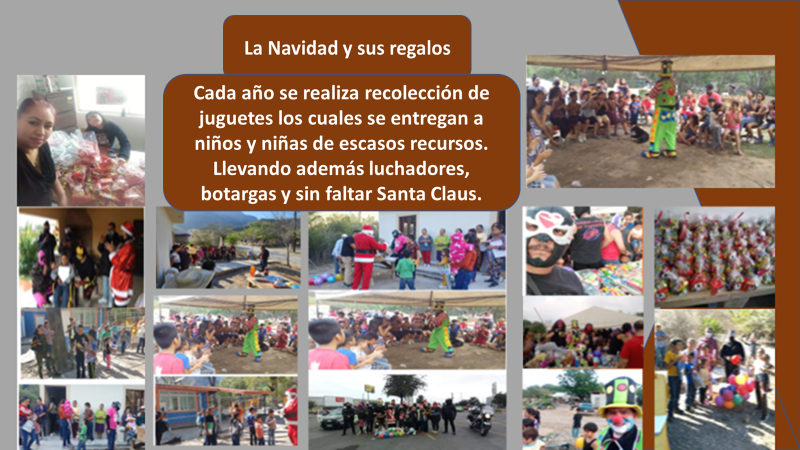 La Navidad y sus regalos
Cada año se realiza recolección de
juguetes los cuales se entregan a
niños y niñas de escasos recursos.
Llevando además luchadores,
botargas y sin faltar Santa Claus.